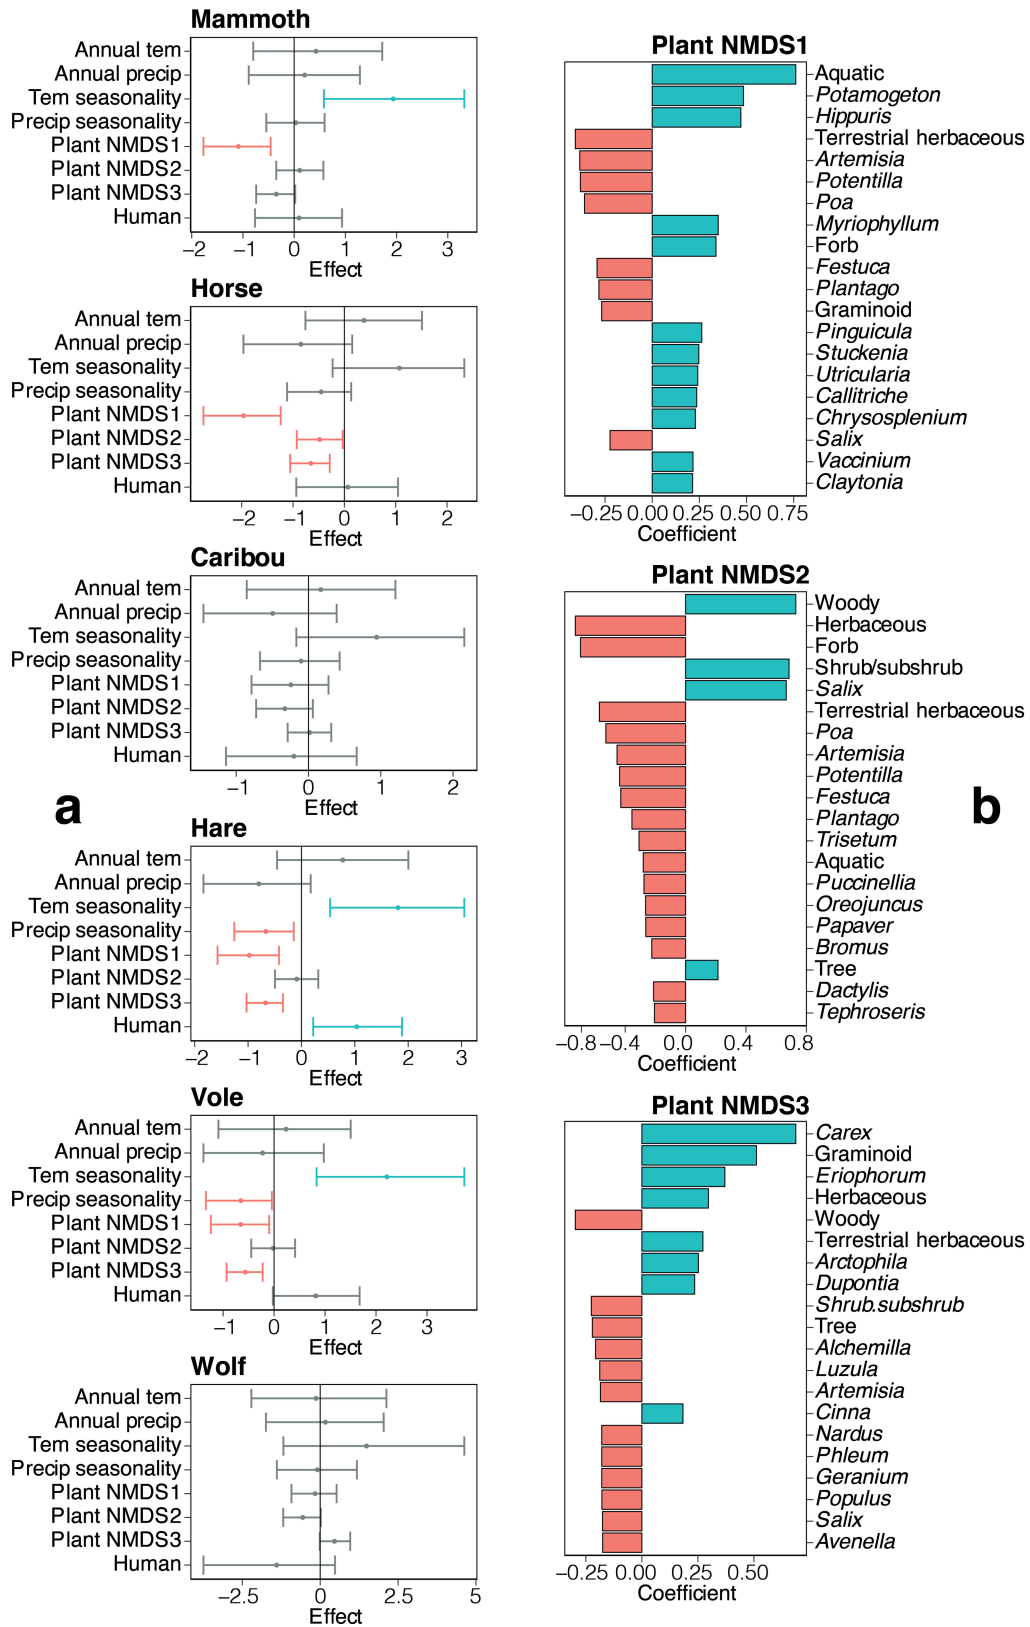 Mammoth
Annual tem
Annual precip
Tem seasonality
Precip seasonality
Plant NMDS1
Plant NMDS2
Plant NMDS3
Human
−2 −1 0 1 2 3
Effect
Horse
Annual tem
Annual precip
Tem seasonality
Precip seasonality
Plant NMDS1
Plant NMDS2
Plant NMDS3
Human
−2 −1 0 1 2
Effect
Caribou
Annual tem
Annual precip
Tem seasonality
Precip seasonality
Plant NMDS1
Plant NMDS2
Plant NMDS3
Human
−1 0 1 2
Effect
a
Hare
Annual tem
Annual precip
Tem seasonality
Precip seasonality
Plant NMDS1
Plant NMDS2
Plant NMDS3
Human
−2 −1 0 1 2 3
Effect
Vole
Annual tem
Annual precip
Tem seasonality
Precip seasonality
Plant NMDS1
Plant NMDS2
Plant NMDS3
Human
−1 0 1 2 3
Effect
Wolf
Annual tem
Annual precip
Tem seasonality
Precip seasonality
Plant NMDS1
Plant NMDS2
Plant NMDS3
Human
−2.5 0 2.5 5
Effect
Plant NMDS1
Aquatic
Potamogeton
Hippuris
Terrestrial herbaceous
Artemisia
Potentilla
Poa
Myriophyllum
Forb
Festuca
Plantago
Graminoid
Pinguicula
Stuckenia
Utricularia
Callitriche
Chrysosplenium
Salix
Vaccinium
Claytonia
−0.25 0.00 0.25 0.50 0.75
Coefficient
Plant NMDS2
Woody
Herbaceous
Forb
Shrub/subshrub
Salix
Terrestrial herbaceous
Poa
Artemisia
Potentilla
Festuca
Plantago
Trisetum
Aquatic
Puccinellia
Oreojuncus
Papaver
Bromus
Tree
Dactylis
Tephroseris
−0.8 −0.4 0.0 0.4 0.8
Coefficient
b
Plant NMDS3
Carex
Graminoid
Eriophorum
Herbaceous
Woody
Terrestrial herbaceous
Arctophila
Dupontia
Shrub.subshrub
Tree
Alchemilla
Luzula
Artemisia
Cinna
Nardus
Phleum
Geranium
Populus
Salix
Avenella
−0.25 0.00 0.25 0.50
Coefficient